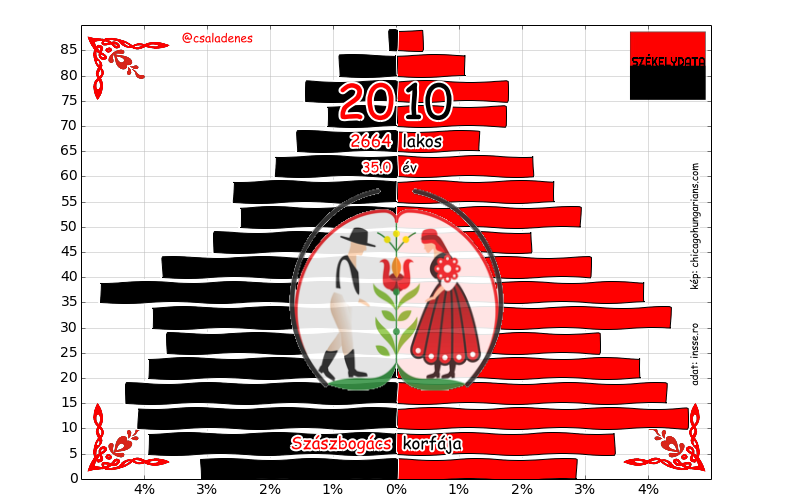 @csaladenes
SZÉKELYDATA
2010
2664 lakos
35.0 év
kép: chicagohungarians.com
adat: insse.ro
Szászbogács korfája
85
80
75
70
65
60
55
50
45
40
35
30
25
20
15
10
5
0
4% 3% 2% 1% 0% 1% 2% 3% 4%